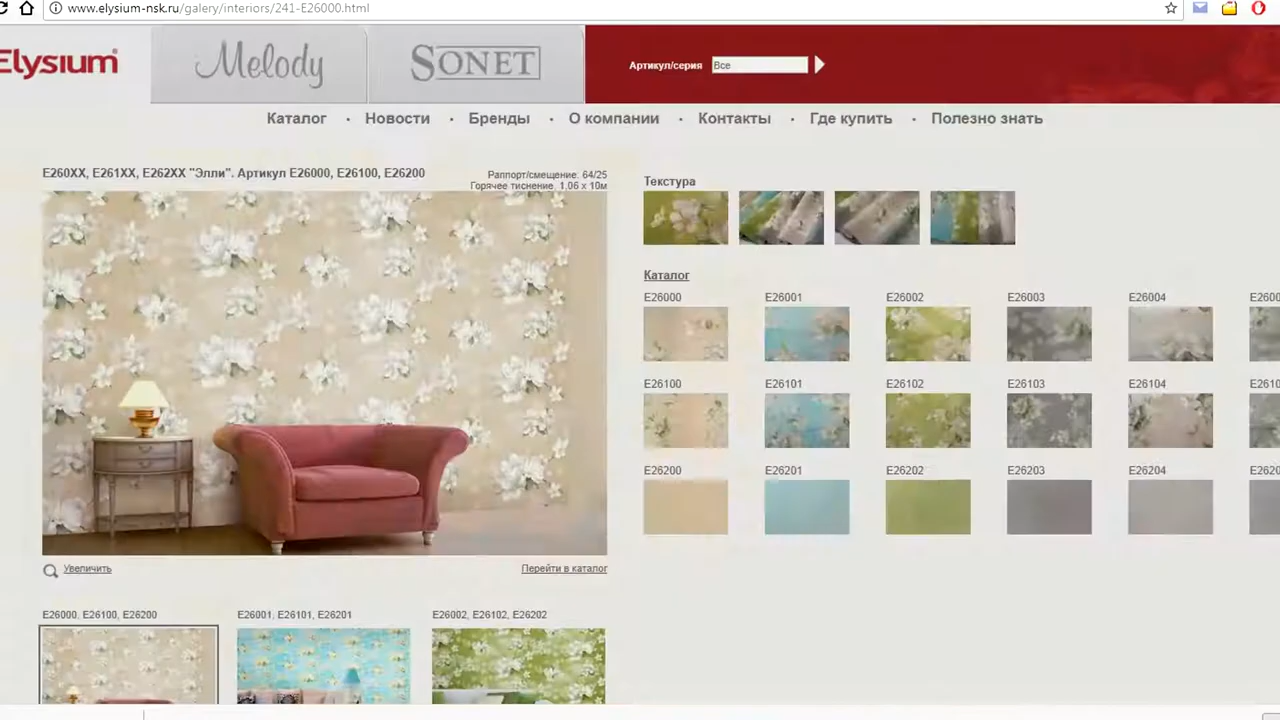 www.elysium-nsk.ru/galery/interiors/241-E26000.html
Elysium
Melody
SONET
Артикул/серия
Все
Каталог • Новости • Бренды • О компании • Контакты • Где купить • Полезно знать
E260XX, E261XX, E262XX "Элли". Артикул E26000, E26100, E26200
Раппорт/смещение: 64/25
Горячее тиснение, 1,06 x 10м
Текстура
Каталог
E26000 E26001 E26002 E26003 E26004
E26100 E26101 E26102 E26103 E26104
E26200 E26201 E26202 E26203 E26204
Увеличить
Перейти в каталог
E26000, E26100, E26200
E26001, E26101, E26201
E26002, E26102, E26202